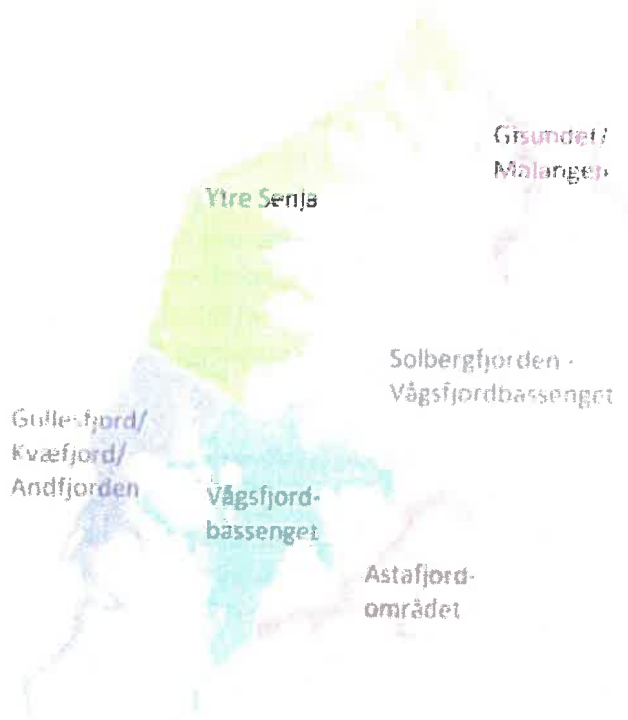 Gisundet/
Malangen
Ytre Senja
Solbergfjorden -
Vågsfjordbassenget
Gullesfjord/
Kvæfjord/
Andfjorden
Vågsfjord-
bassenget
Astafjord-
området